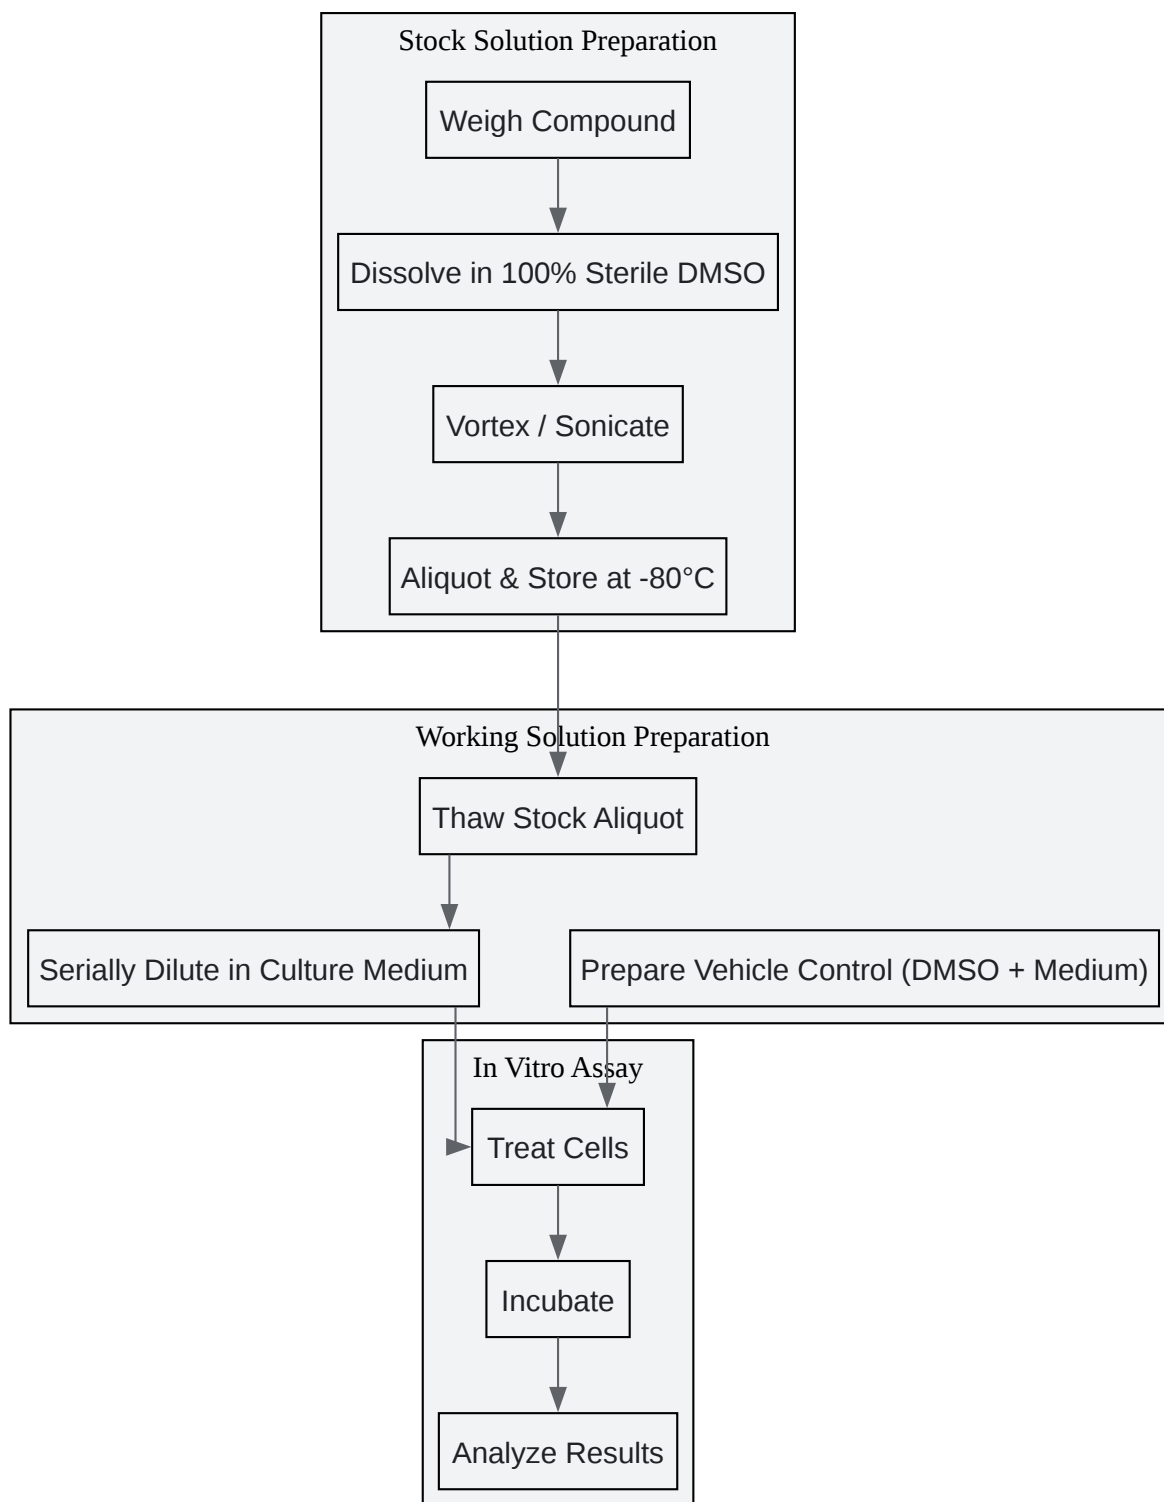 Stock Solution Preparation
Weigh Compound
Dissolve in 100% Sterile DMSO
Vortex / Sonicate
Aliquot & Store at -80°C
Working Solution Preparation
Thaw Stock Aliquot
Serially Dilute in Culture Medium
Prepare Vehicle Control (DMSO + Medium)
In Vitro Assay
Treat Cells
Incubate
Analyze Results